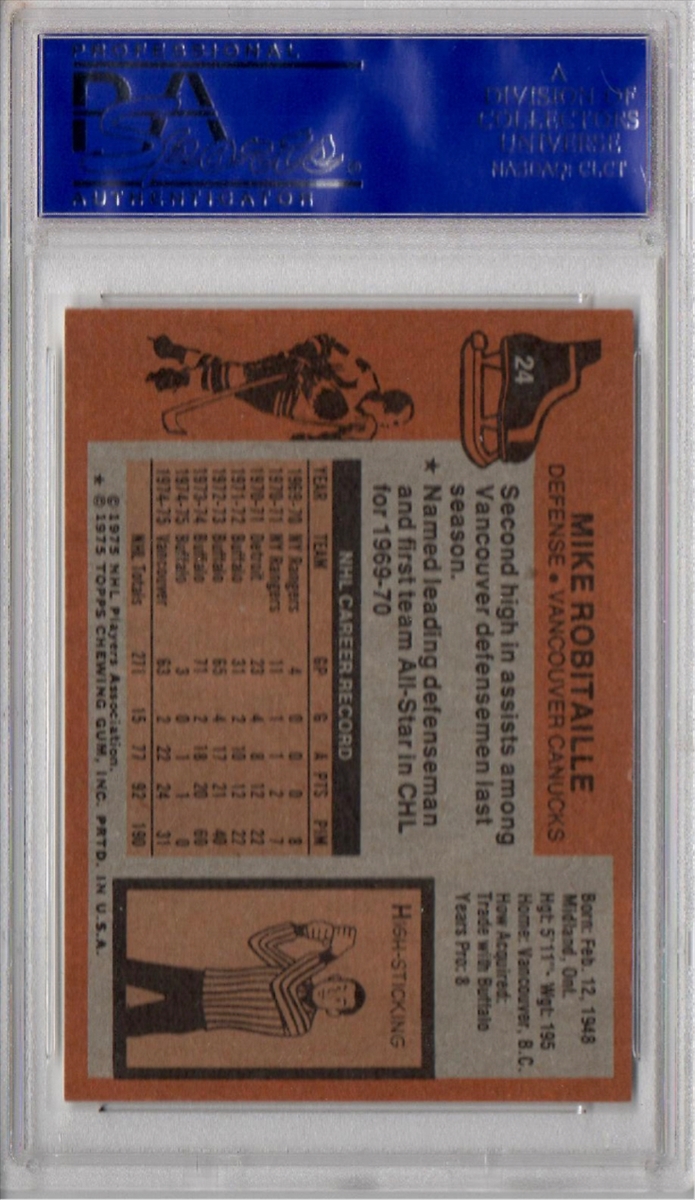 PROFESSIONAL
PSA
Sports
AUTHENTICATOR
A
DIVISION OF
COLLECTORS
UNIVERSE
NASDAQ: CLCT
24
MIKE ROBITAILLE
DEFENSE • VANCOUVER CANUCKS
Second high in assists among
Vancouver defensemen last
season.
★ Named leading defenseman
and first team All-Star in CHL
for 1969-70
Born: Feb. 12, 1948
Midland, Ont.
Hgt: 5'11"- Wgt: 195
Home: Vancouver, B.C.
How Acquired:
Trade with Buffalo
Years Pro: 8
NHL CAREER RECORD
YEAR TEAM GP G A PTS PIM
1969-70 NY Rangers 4 0 0 0 8
1970-71 NY Rangers 11 1 1 2 7
1970-71 Detroit 23 4 8 12 22
1971-72 Buffalo 31 2 10 12 22
1972-73 Buffalo 65 4 17 21 40
1973-74 Buffalo 71 2 18 20 60
1974-75 Buffalo 3 0 1 1 0
1974-75 Vancouver 63 2 22 24 31
NHL Totals 271 15 77 92 190
HIGH-STICKING
© 1975 NHL Players Association.
★ © 1975 TOPPS CHEWING GUM, INC. PRTD. IN U.S.A.